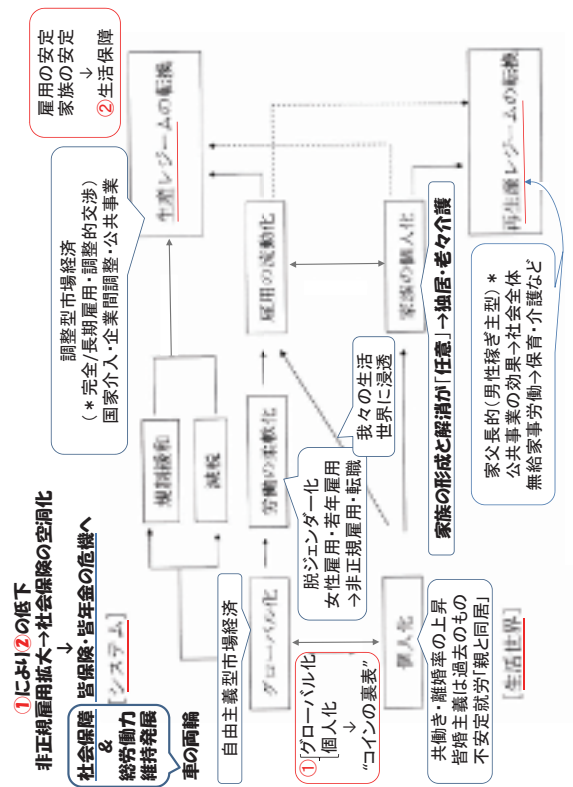 ①により②の低下
非正規雇用拡大→社会保険の空洞化
↓
社会保障 皆保険・皆年金の危機へ
&
総労働力
維持発展
車の両輪
[システム]
調整型市場経済
(*完全/長期雇用・調整的交渉)
国家介入・企業間調整・公共事業
雇用の安定
家族の安定
↓
②生活保障
規制緩和
減税
生産レジームの転換
自由主義型市場経済
グローバル化
労働の柔軟化
雇用の流動化
脱ジェンダー化
女性雇用・若年雇用
→非正規雇用・転職
我々の生活
世界に浸透
①[グローバル化
[個人化
↓
"コインの裏表"
個人化
家族の個人化
再生産レジームの転換
共働き・離婚率の上昇
皆婚主義は過去のもの
不安定就労「親と同居」
家族の形成と解消が「任意」→独居・老々介護
[生活世界]
家父長的(男性稼ぎ主型)*
公共事業の効果→社会全体
無給家事労働→保育・介護など